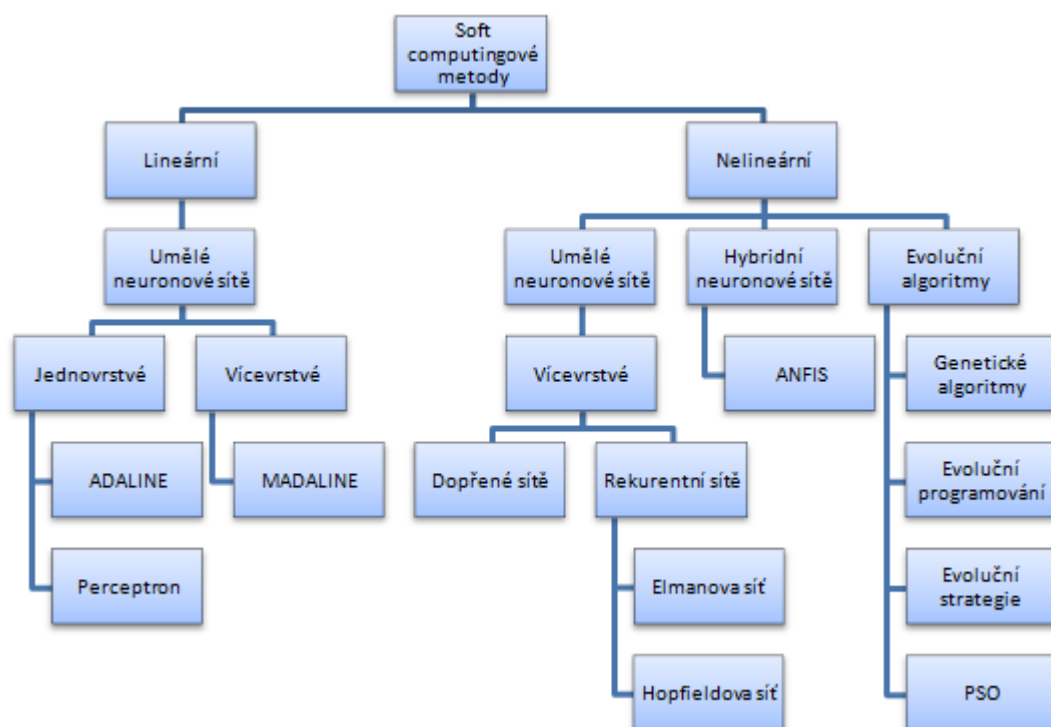 Soft
computingové
metody
Lineární
Nelineární
Umělé
neuronové sítě
Umělé
neuronové sítě
Hybridní
neuronové sítě
Evoluční
algoritmy
Jednovrstvé
Vícevrstvé
Vícevrstvé
ANFIS
Genetické
algoritmy
ADALINE
MADALINE
Dopřené sítě
Rekurentní sítě
Evoluční
programování
Perceptron
Elmanova síť
Evoluční
strategie
Hopfieldova síť
PSO